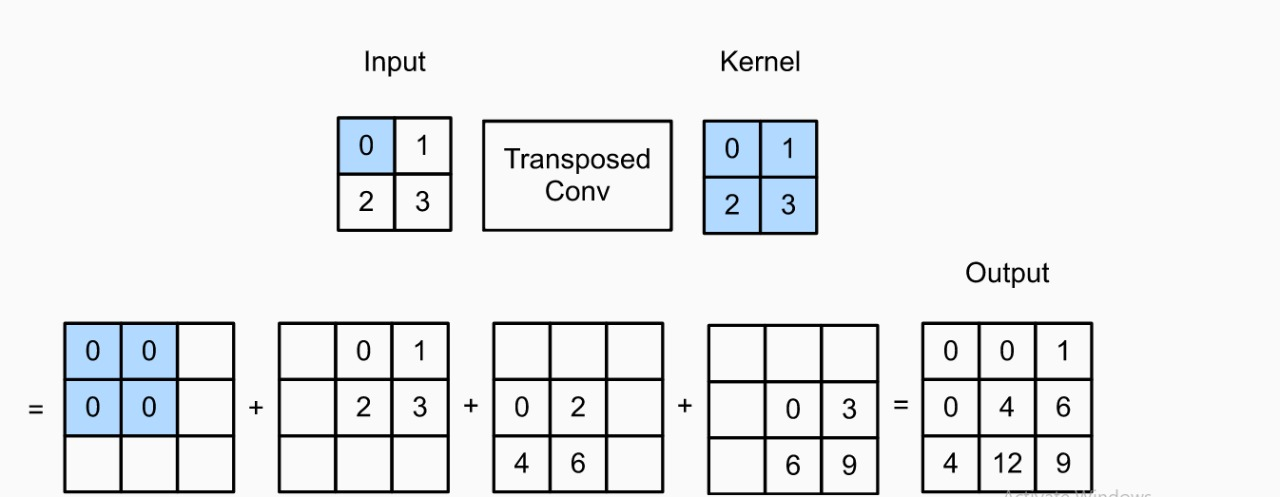 Input Kernel
0 1 Transposed 0 1
2 3 Conv 2 3
Output
0 0 0 1 0 0 1
= 0 0 + 2 3 + 0 2 + 0 3 = 0 4 6
4 6 6 9 4 12 9
Activate Windows